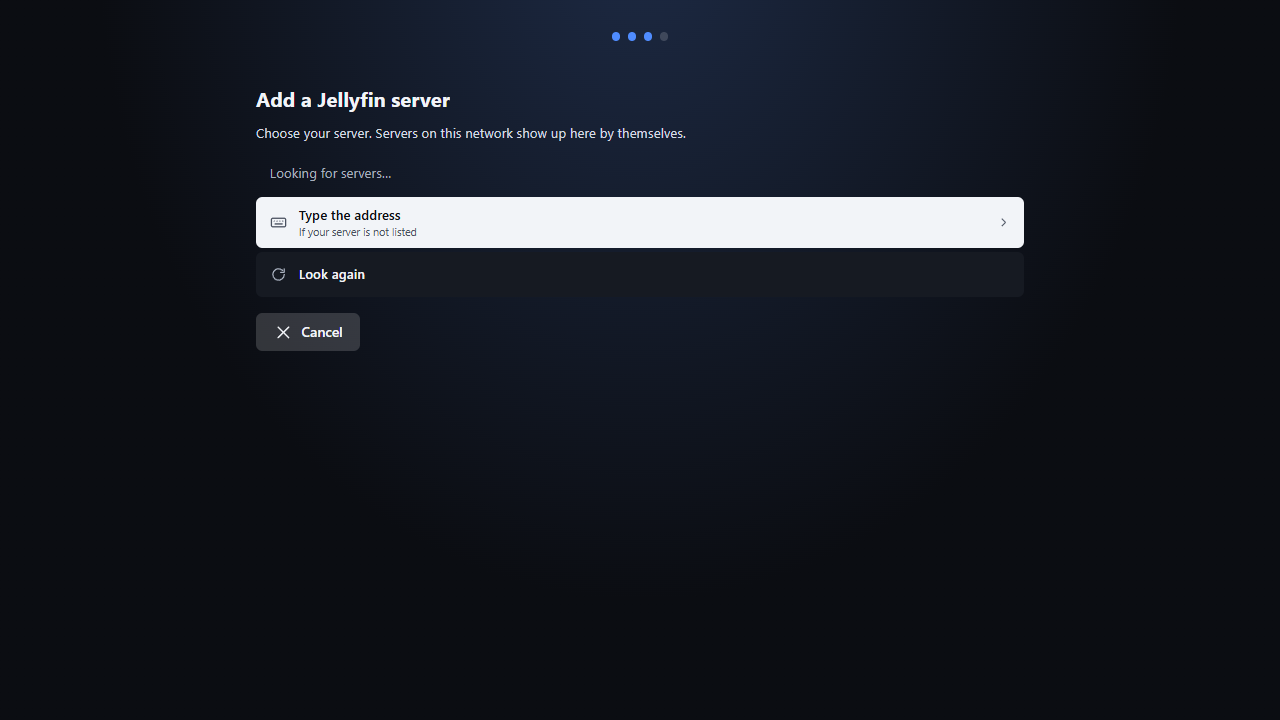 Add a Jellyfin server
Choose your server. Servers on this network show up here by themselves.
Looking for servers...
Type the address
If your server is not listed
Look again
Cancel